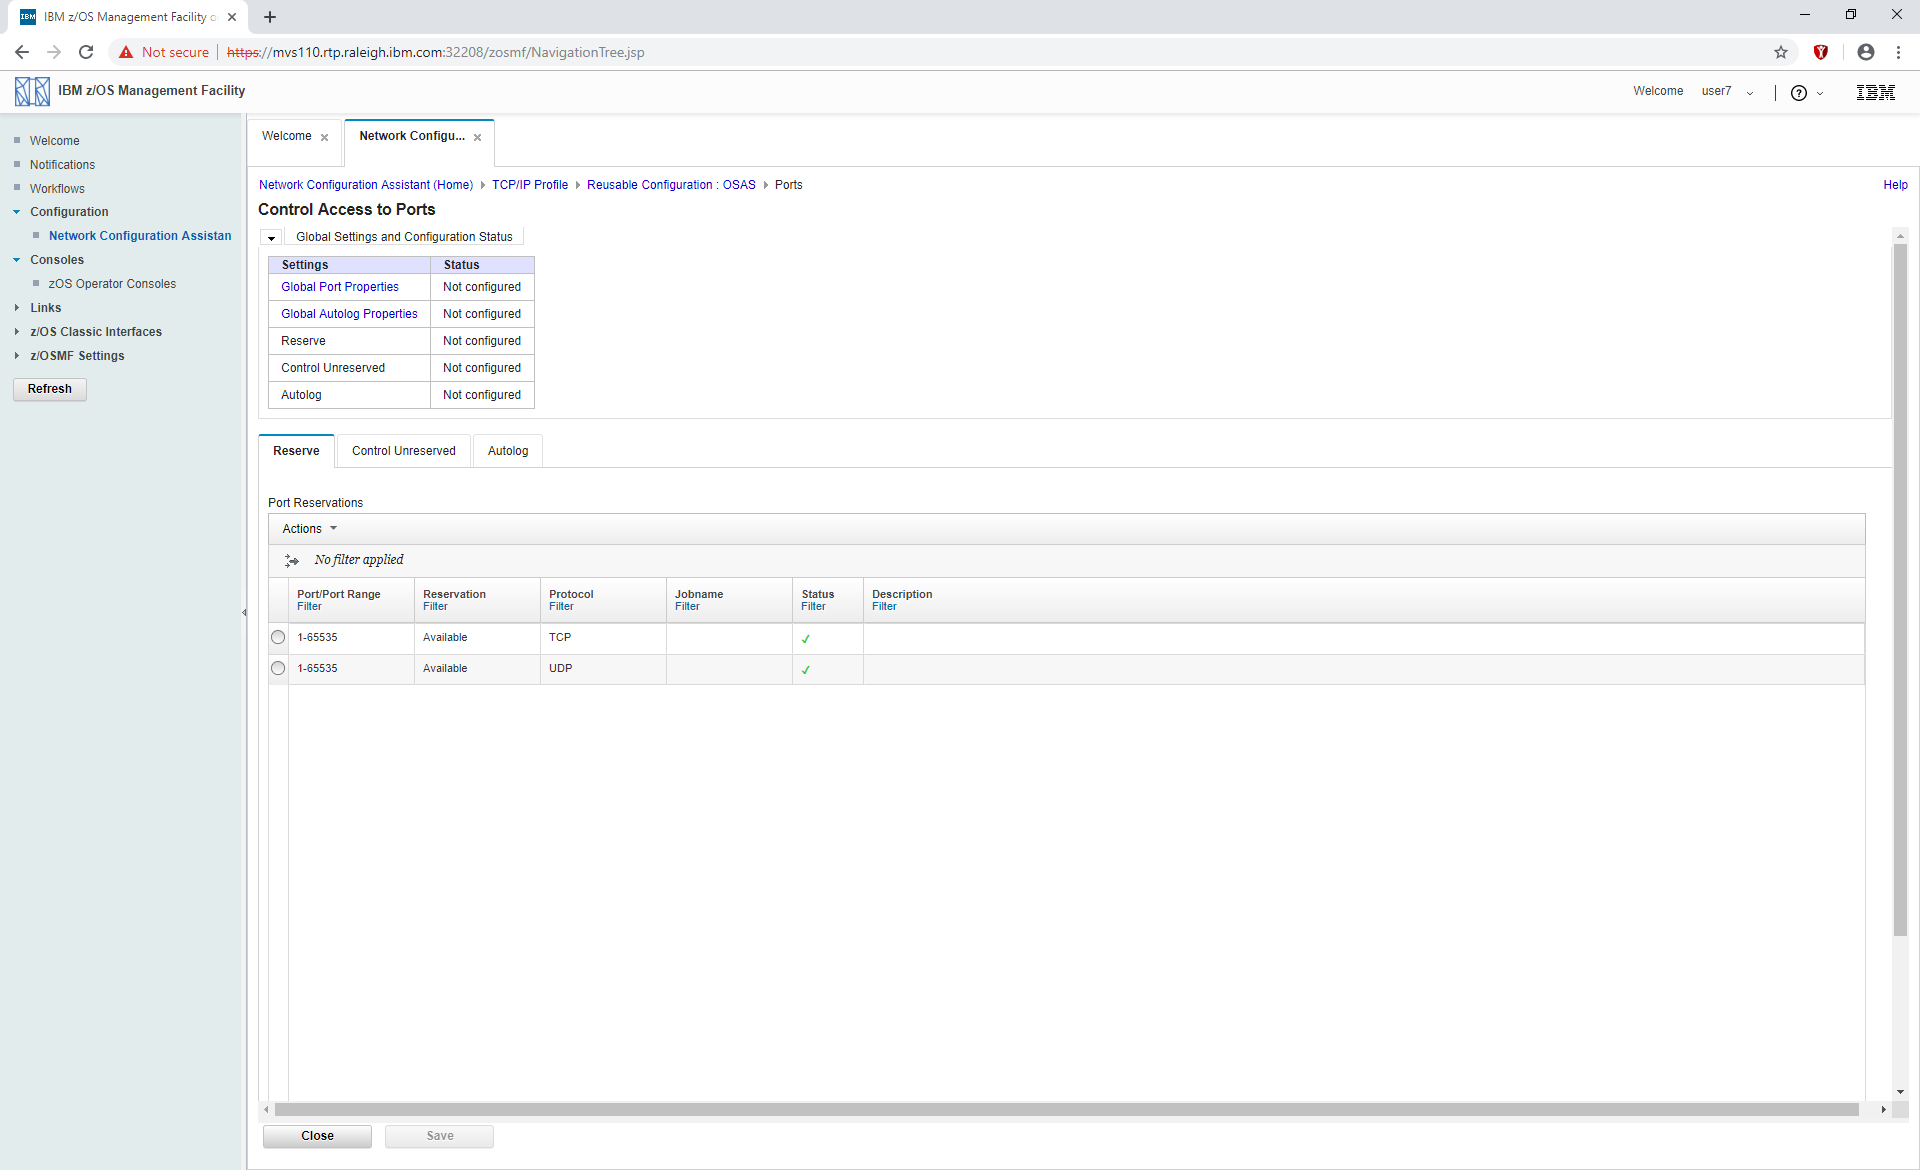 IBM z/OS Management Facility o
Not secure
https://mvs110.rtp.raleigh.ibm.com:32208/zosmf/NavigationTree.jsp
IBM z/OS Management Facility
Welcome user7
IBM
Welcome
Notifications
Workflows
Configuration
Network Configuration Assistan
Consoles
zOS Operator Consoles
Links
z/OS Classic Interfaces
z/OSMF Settings
Refresh
Welcome
Network Configu...
Network Configuration Assistant (Home) TCP/IP Profile Reusable Configuration : OSAS Ports
Help
Control Access to Ports
Global Settings and Configuration Status
Settings Status
Global Port Properties Not configured
Global Autolog Properties Not configured
Reserve Not configured
Control Unreserved Not configured
Autolog Not configured
Reserve Control Unreserved Autolog
Port Reservations
Actions
No filter applied
Port/Port Range Reservation Protocol Jobname Status Description
Filter Filter Filter Filter Filter Filter
1-65535 Available TCP
1-65535 Available UDP
Close Save